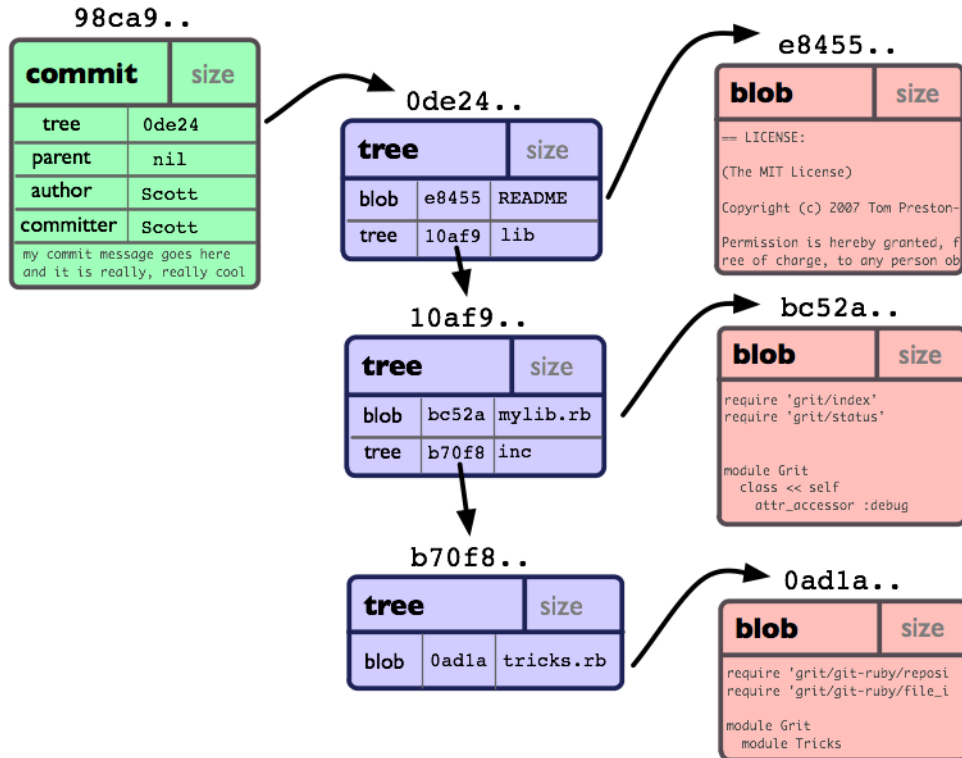 98ca9..
commit size
tree 0de24
parent nil
author Scott
committer Scott
my commit message goes here
and it is really, really cool
0de24..
tree size
blob e8455 README
tree 10af9 lib
10af9..
tree size
blob bc52a mylib.rb
tree b70f8 inc
b70f8..
tree size
blob 0ad1a tricks.rb
e8455..
blob size
== LICENSE:
(The MIT License)
Copyright (c) 2007 Tom Preston-
Permission is hereby granted, f
ree of charge, to any person ob
bc52a..
blob size
require 'grit/index'
require 'grit/status'
module Grit
class << self
attr_accessor :debug
0ad1a..
blob size
require 'grit/git-ruby/reposi
require 'grit/git-ruby/file_i
module Grit
module Tricks